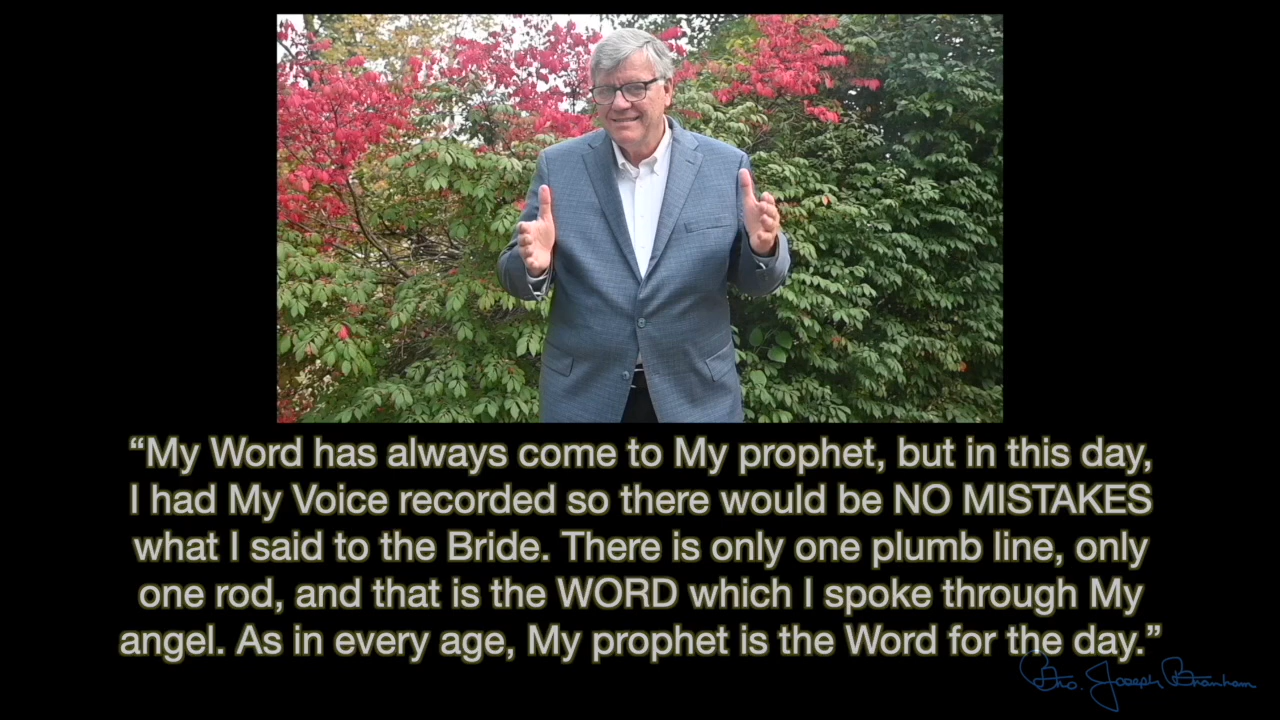 “My Word has always come to My prophet, but in this day,
I had My Voice recorded so there would be NO MISTAKES
what I said to the Bride. There is only one plumb line, only
one rod, and that is the WORD which I spoke through My
angel. As in every age, My prophet is the Word for the day.”
Bro. Joseph Branham